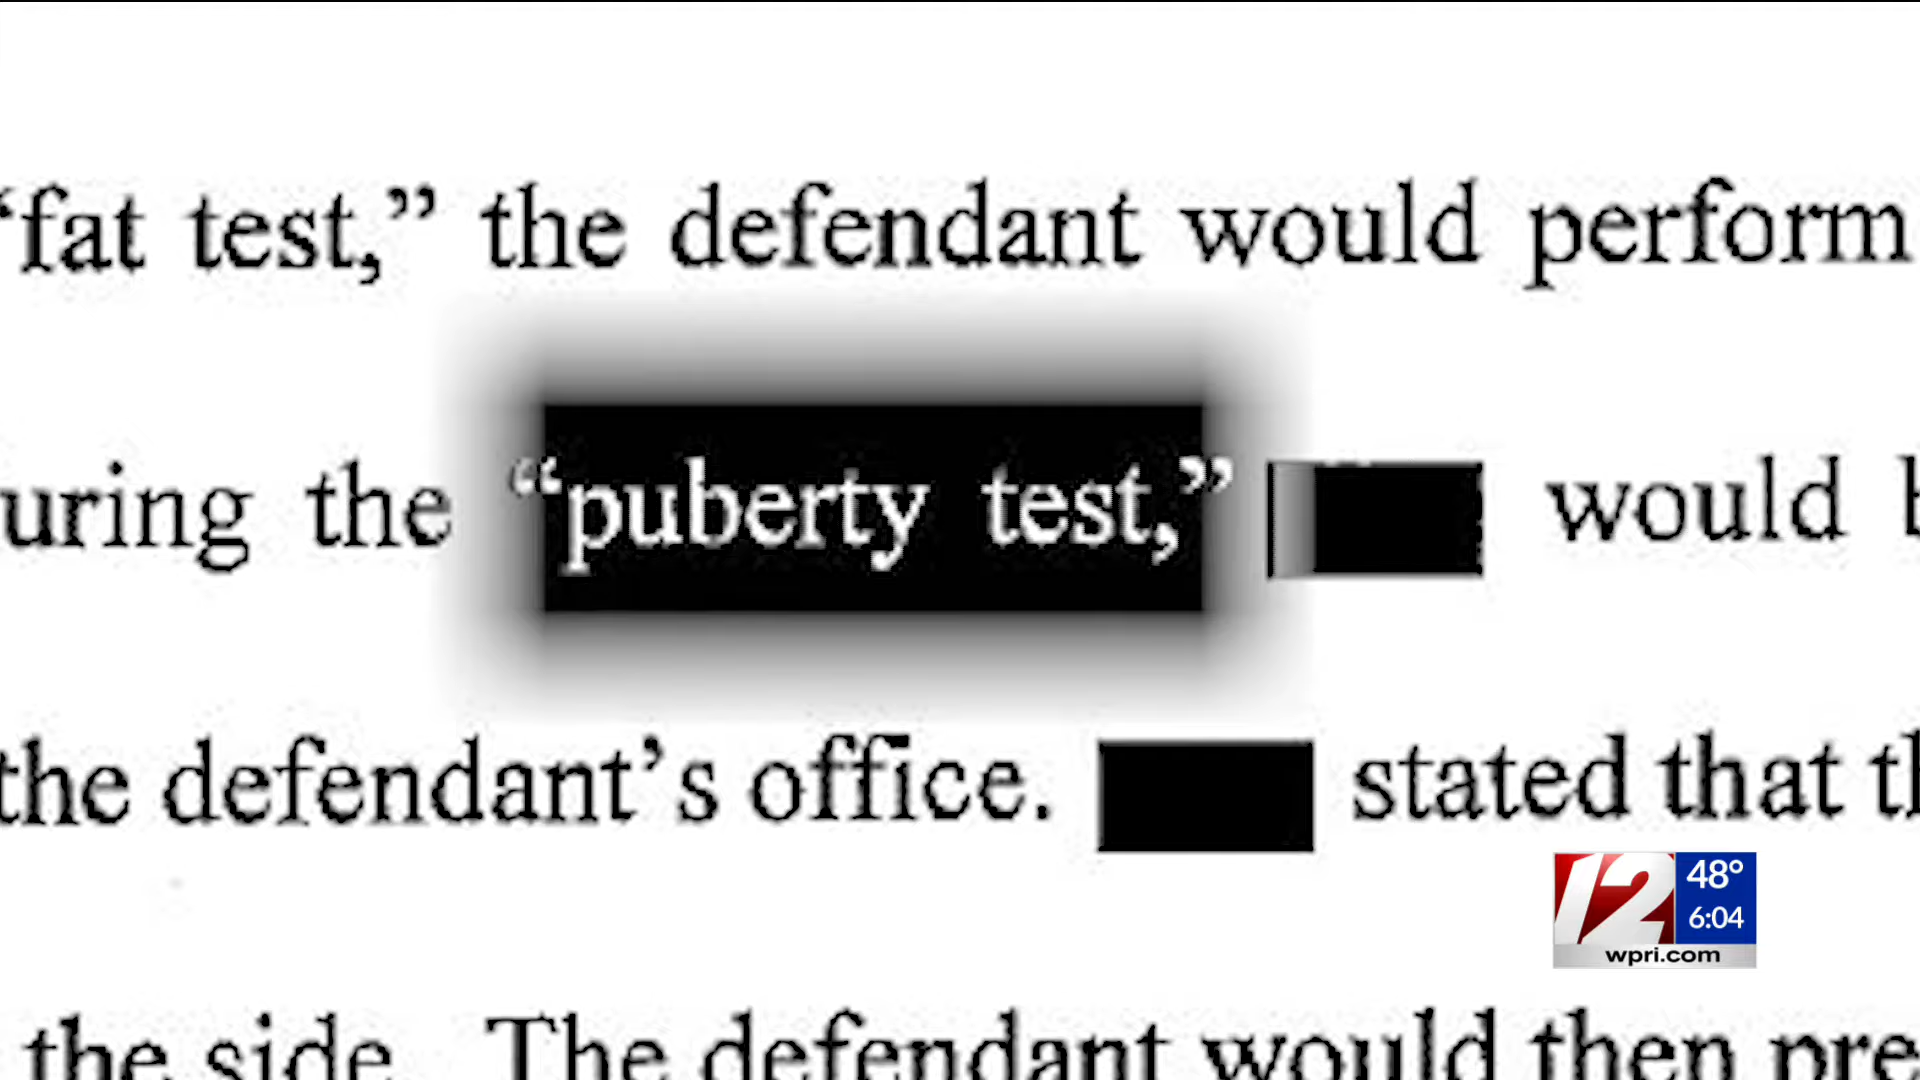 “fat test,” the defendant would perform
uring the “puberty test,” would b
the defendant’s office. stated that th
the side. The defendant would then pre
12
48°
6:04
wpri.com